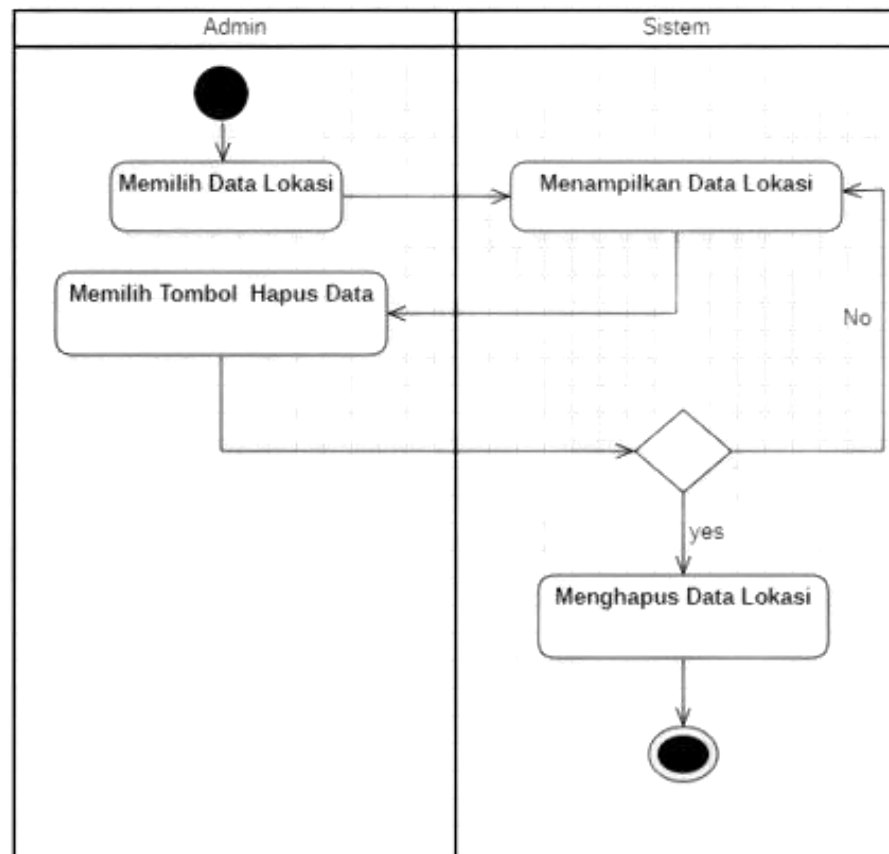 Admin
Sistem
Memilih Data Lokasi
Menampilkan Data Lokasi
Memilih Tombol Hapus Data
No
yes
Menghapus Data Lokasi